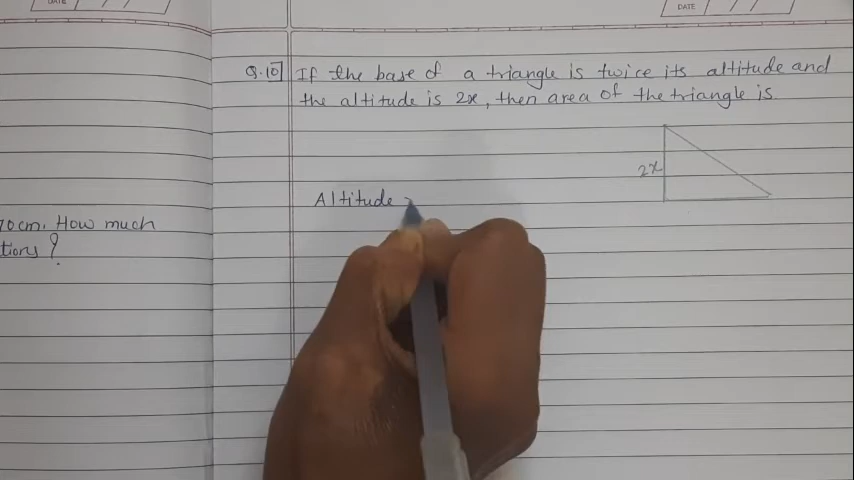 DATE
DATE
Q.10] If the base of a triangle is twice its altitude and
the altitude is 2x, then area of the triangle is
2x
Altitude
70cm. How much
tions?